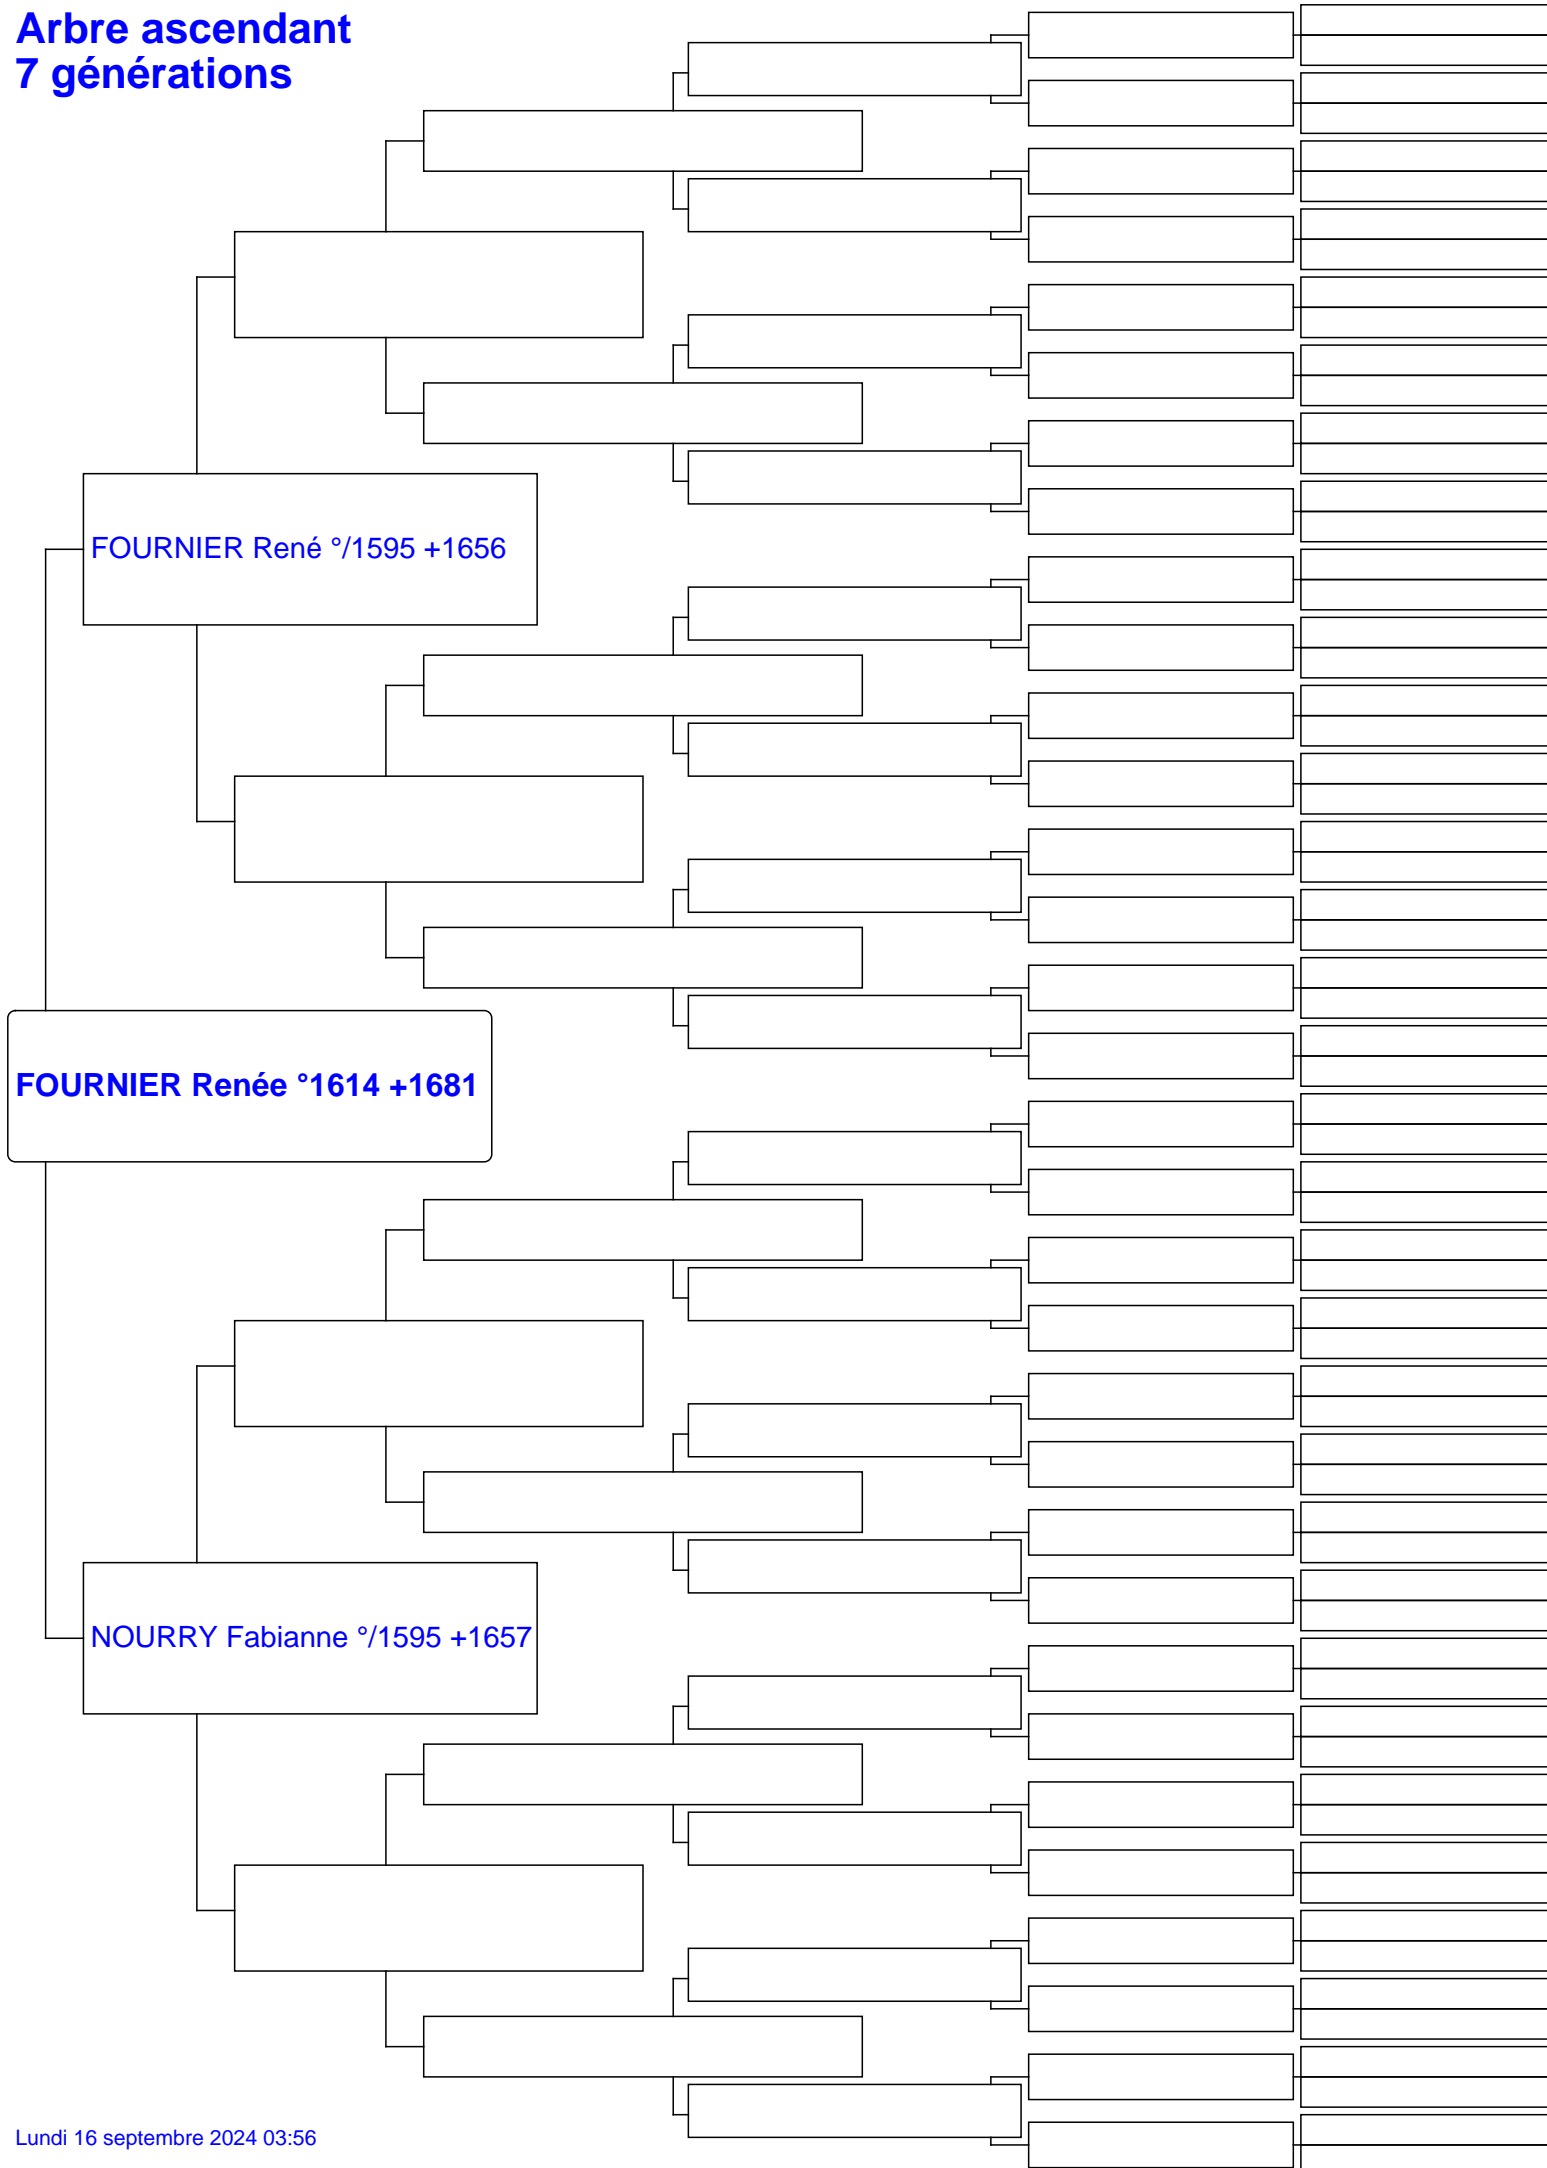 Arbre ascendant
7 générations
FOURNIER René °/1595 +1656
FOURNIER Renée °1614 +1681
NOURRY Fabianne °/1595 +1657
Lundi 16 septembre 2024 03:56